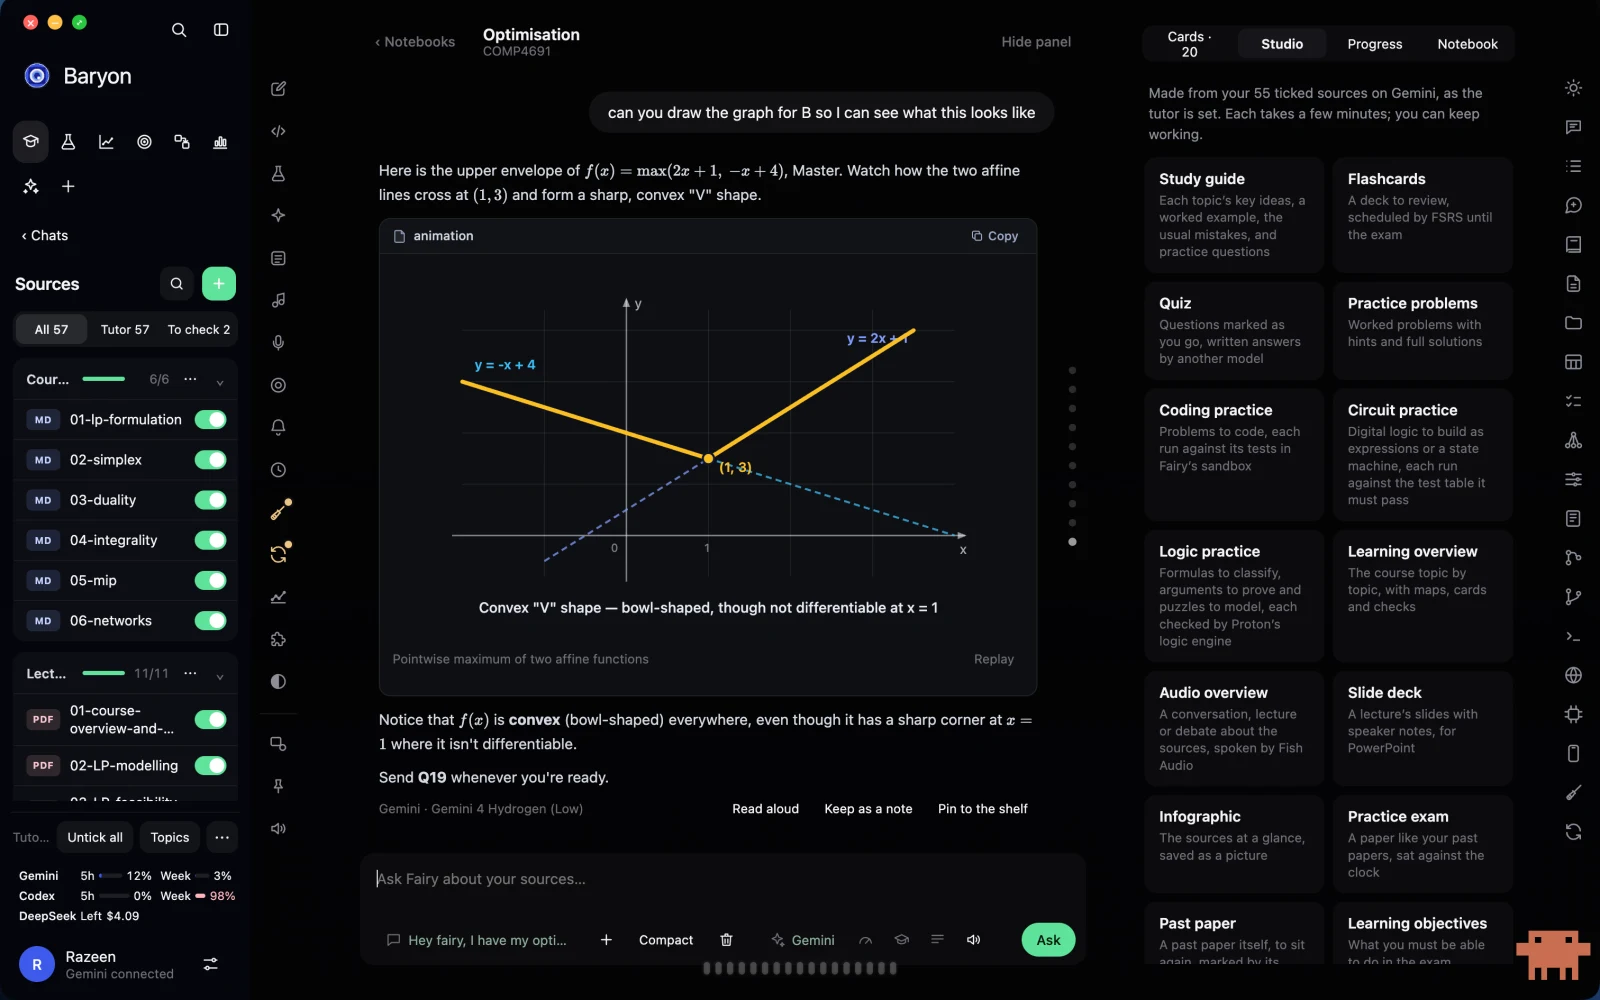 Baryon
‹ Chats
Sources
All 57 Tutor 57 To check 2
Cour... 6/6 ...
MD 01-lp-formulation
MD 02-simplex
MD 03-duality
MD 04-integrality
MD 05-mip
MD 06-networks
Lect... 11/11 ...
PDF 01-course-
overview-and-...
PDF 02-LP-modelling
Tuto... Untick all Topics ...
Gemini 5h 12% Week 3%
Codex 5h 0% Week 98%
DeepSeek Left $4.09
R Razeen
Gemini connected
‹ Notebooks
Optimisation
COMP4691
Hide panel
can you draw the graph for B so I can see what this looks like
Here is the upper envelope of f(x) = max(2x + 1, −x + 4), Master. Watch how the two affine
lines cross at (1, 3) and form a sharp, convex "V" shape.
animation Copy
y
y = 2x + 1
y = -x + 4
(1, 3)
0 1 x
Convex "V" shape — bowl-shaped, though not differentiable at x = 1
Pointwise maximum of two affine functions Replay
Notice that f(x) is convex (bowl-shaped) everywhere, even though it has a sharp corner at x =
1 where it isn't differentiable.
Send Q19 whenever you're ready.
Gemini · Gemini 4 Hydrogen (Low) Read aloud Keep as a note Pin to the shelf
Ask Fairy about your sources...
Hey fairy, I have my opti... + Compact Gemini Ask
Cards ·
20
Studio Progress Notebook
Made from your 55 ticked sources on Gemini, as the
tutor is set. Each takes a few minutes; you can keep
working.
Study guide
Each topic's key ideas, a
worked example, the
usual mistakes, and
practice questions
Flashcards
A deck to review,
scheduled by FSRS until
the exam
Quiz
Questions marked as
you go, written answers
by another model
Practice problems
Worked problems with
hints and full solutions
Coding practice
Problems to code, each
run against its tests in
Fairy's sandbox
Circuit practice
Digital logic to build as
expressions or a state
machine, each run
against the test table it
must pass
Logic practice
Formulas to classify,
arguments to prove and
puzzles to model, each
checked by Proton's
logic engine
Learning overview
The course topic by
topic, with maps, cards
and checks
Audio overview
A conversation, lecture
or debate about the
sources, spoken by Fish
Audio
Slide deck
A lecture's slides with
speaker notes, for
PowerPoint
Infographic
The sources at a glance,
saved as a picture
Practice exam
A paper like your past
papers, sat against the
clock
Past paper
A past paper itself, to sit
again, marked by its
Learning objectives
What you must be able
to do in the exam